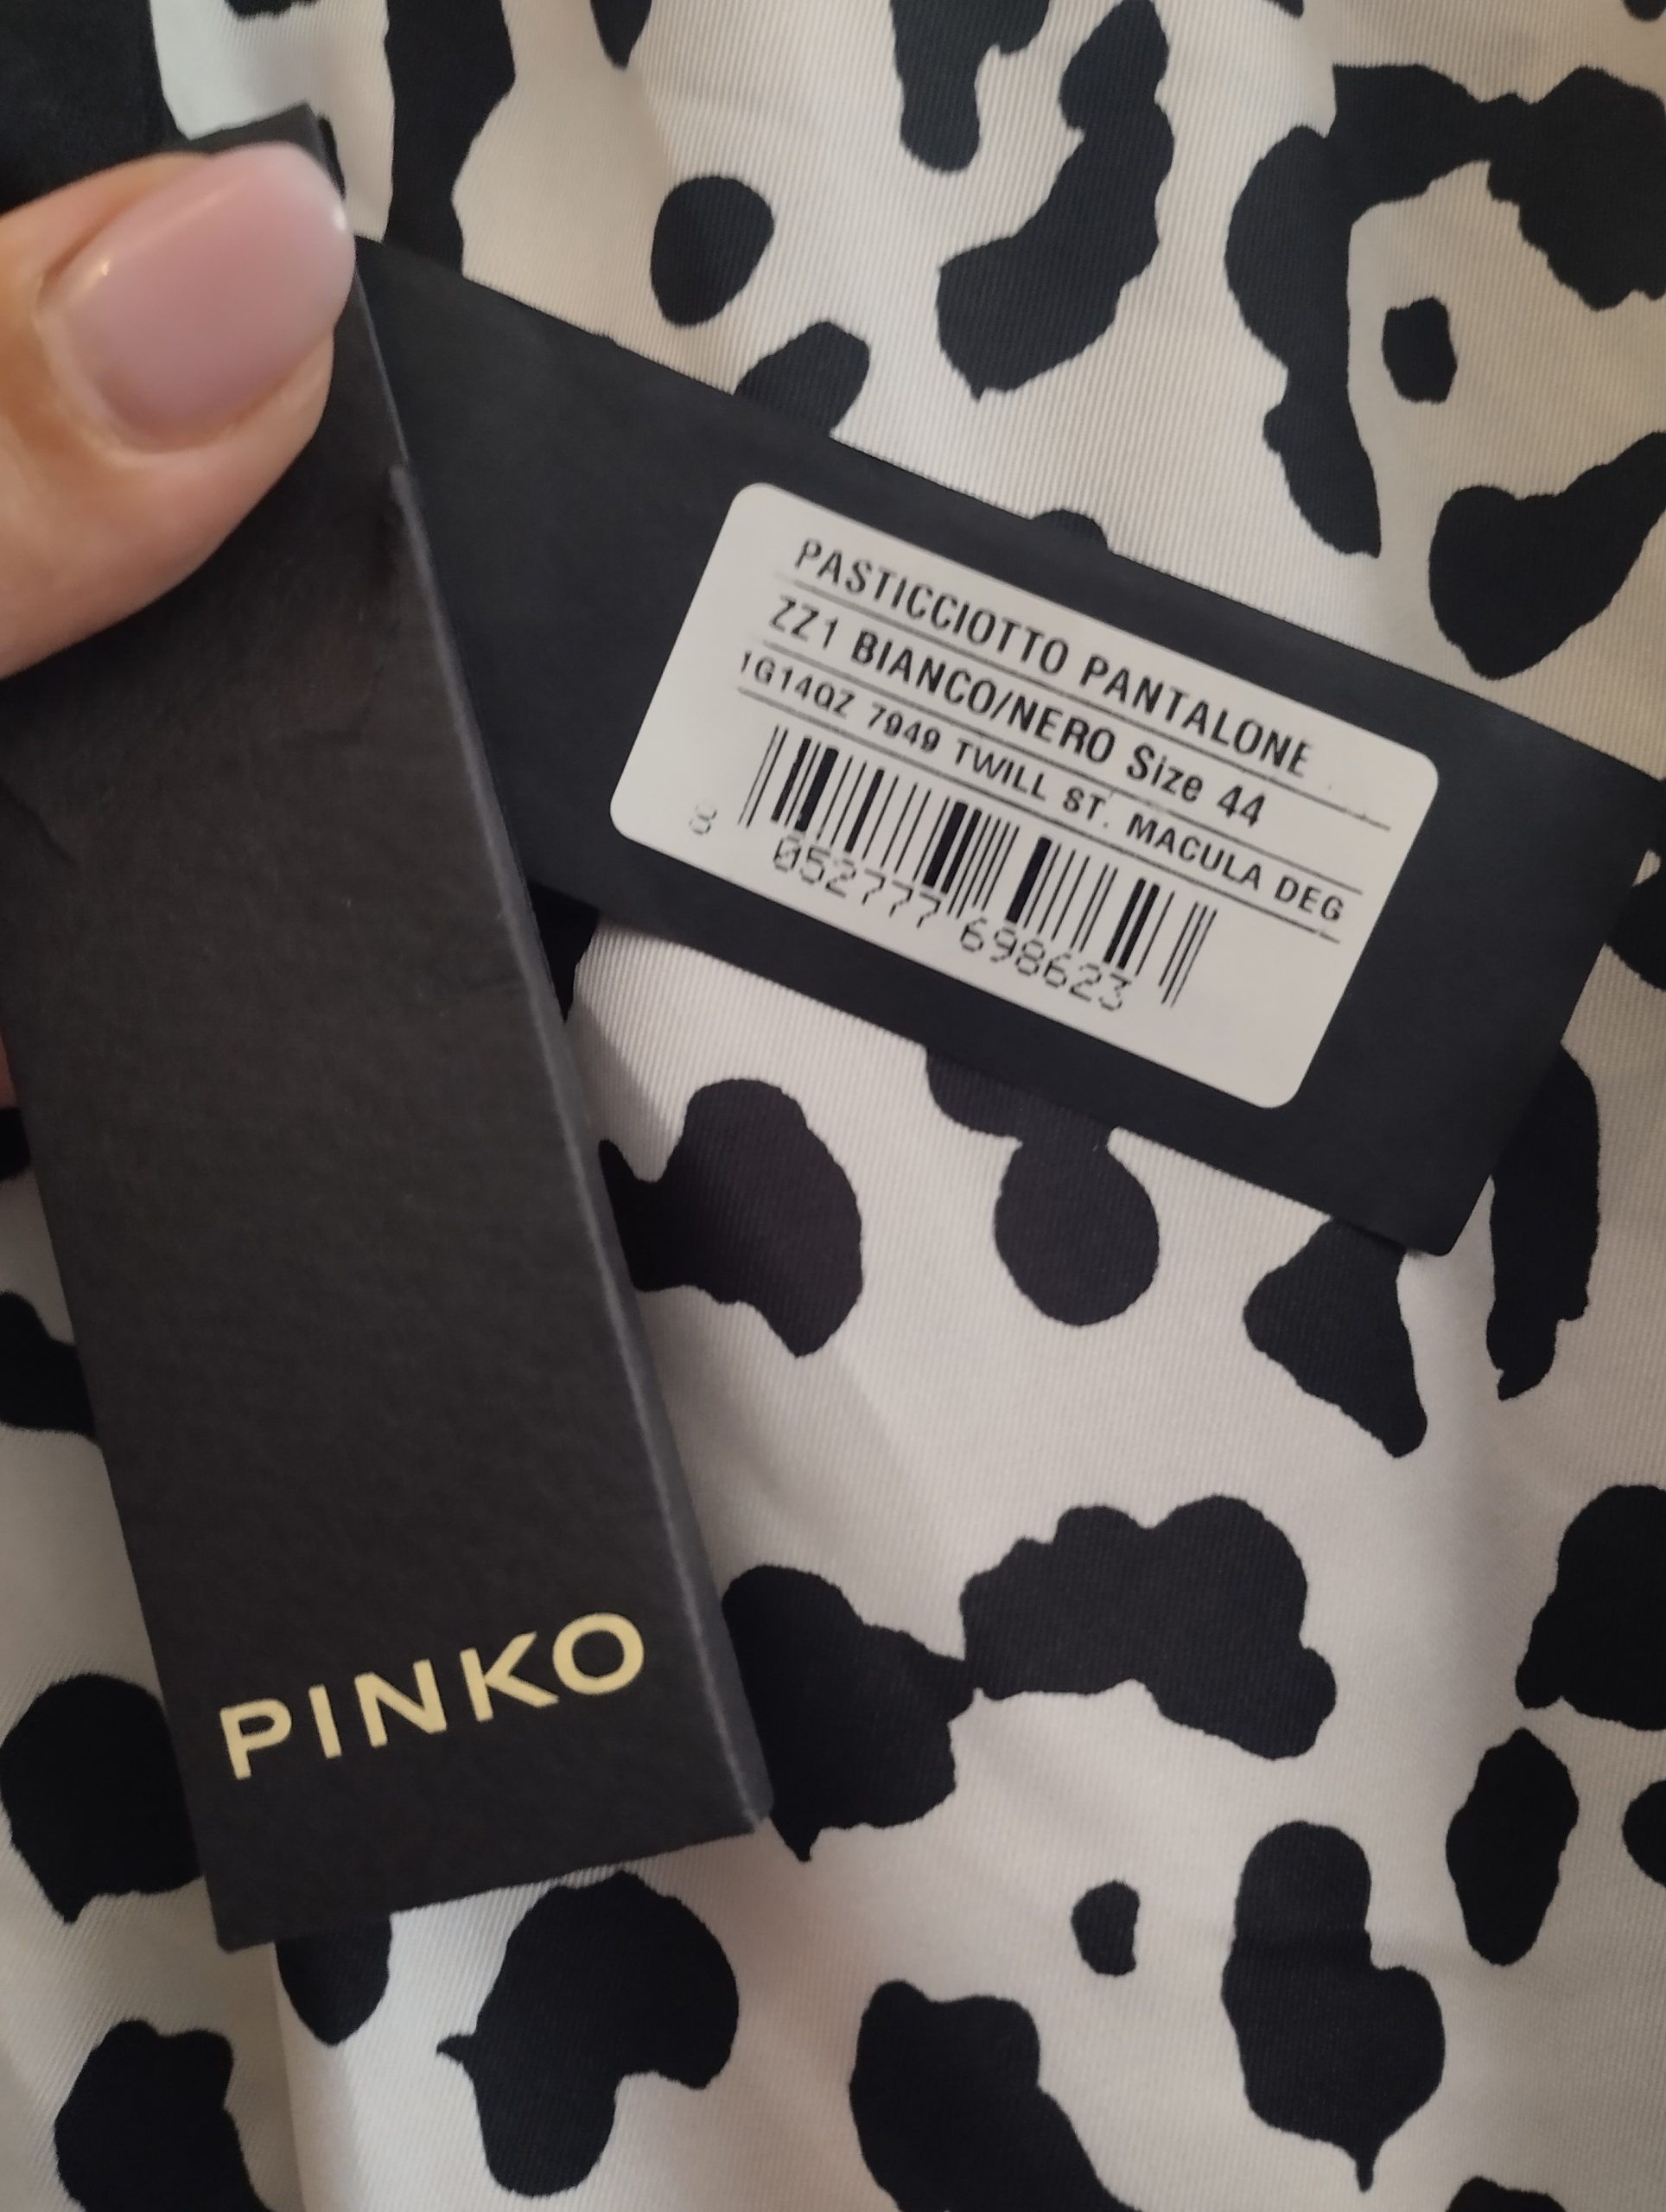 PASTICCIOTTO PANTALONE
ZZ1 BIANCO/NERO Size 44
1G14QZ 7949 TWILL ST. MACULA DEG
8 052777 698623
PINKO